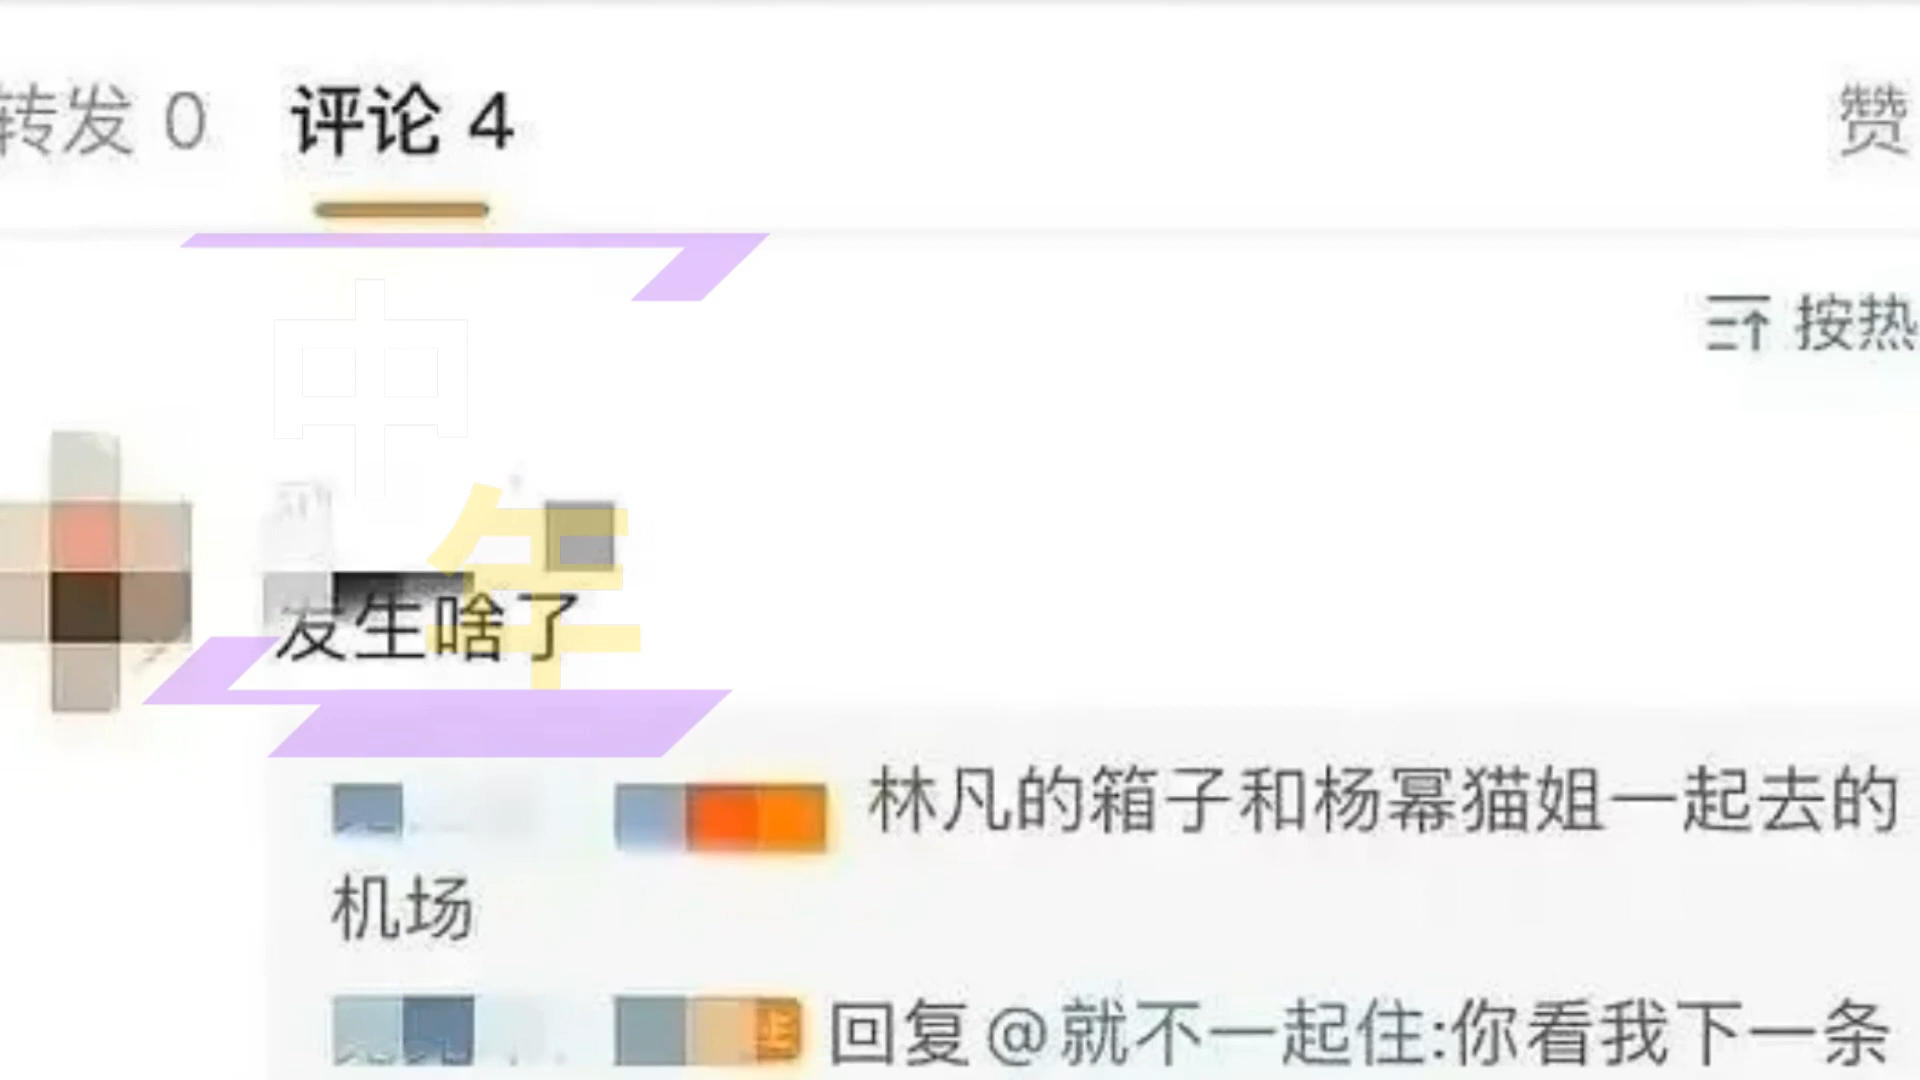 转发 0 评论 4 赞
按热
中
年
发生啥了
林凡的箱子和杨幂猫姐一起去的
机场
回复@就不一起住:你看我下一条